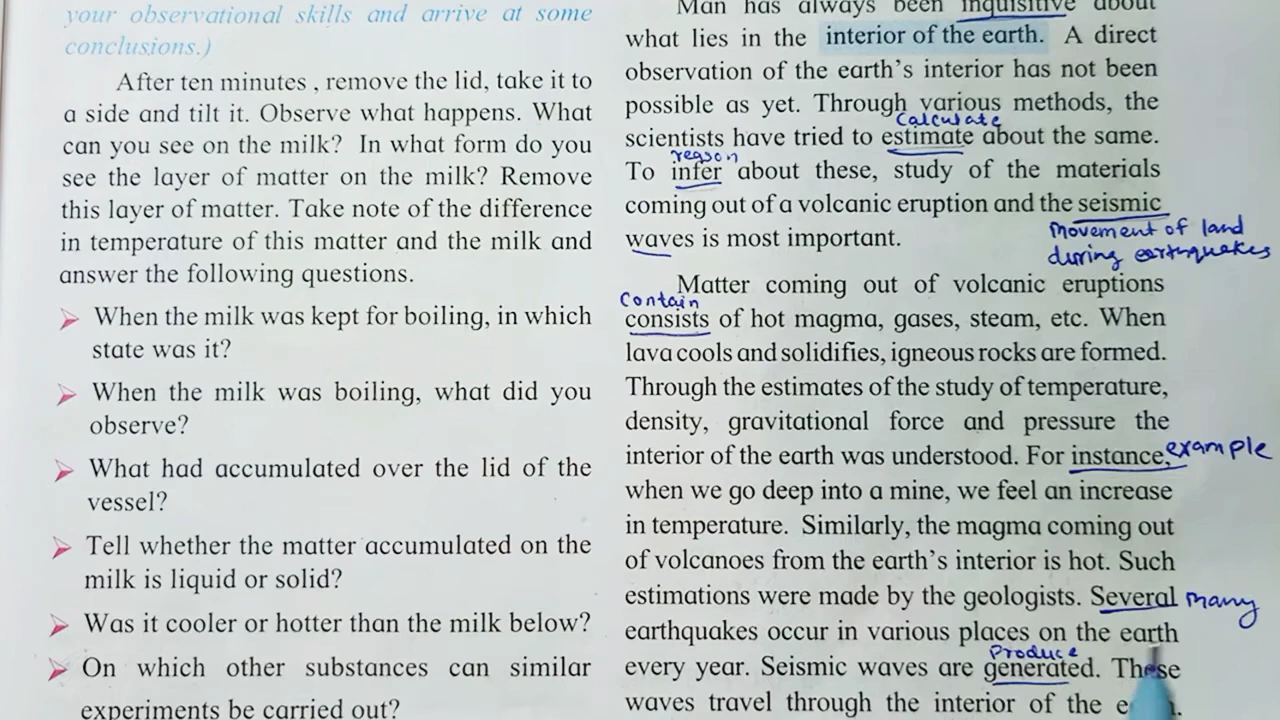 your observational skills and arrive at some
conclusions.)
After ten minutes , remove the lid, take it to
a side and tilt it. Observe what happens. What
can you see on the milk? In what form do you
see the layer of matter on the milk? Remove
this layer of matter. Take note of the difference
in temperature of this matter and the milk and
answer the following questions.
When the milk was kept for boiling, in which
state was it?
When the milk was boiling, what did you
observe?
What had accumulated over the lid of the
vessel?
Tell whether the matter accumulated on the
milk is liquid or solid?
Was it cooler or hotter than the milk below?
On which other substances can similar
experiments be carried out?
Man has always been inquisitive about
what lies in the interior of the earth. A direct
observation of the earth's interior has not been
possible as yet. Through various methods, the
calculate
scientists have tried to estimate about the same.
reason
To infer about these, study of the materials
coming out of a volcanic eruption and the seismic
Movement of land
waves is most important.
during earthquakes
Matter coming out of volcanic eruptions
Contain
consists of hot magma, gases, steam, etc. When
lava cools and solidifies, igneous rocks are formed.
Through the estimates of the study of temperature,
density, gravitational force and pressure the
interior of the earth was understood. For instance, example
when we go deep into a mine, we feel an increase
in temperature. Similarly, the magma coming out
of volcanoes from the earth's interior is hot. Such
estimations were made by the geologists. Several many
earthquakes occur in various places on the earth
Produce
every year. Seismic waves are generated. These
waves travel through the interior of the